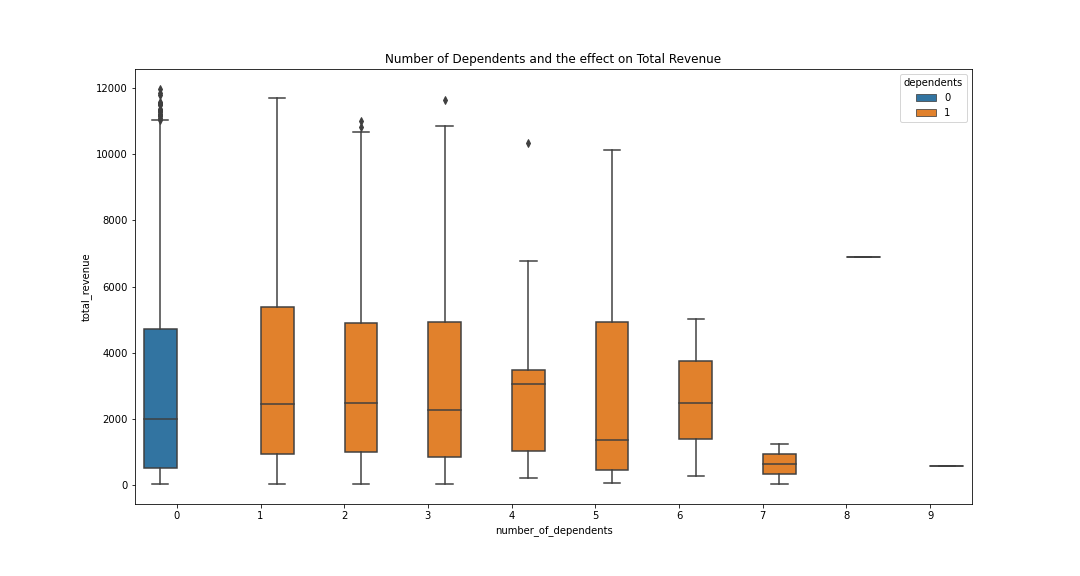 Number of Dependents and the effect on Total Revenue
dependents
0
1
12000
10000
8000
6000
4000
2000
0
total_revenue
0 1 2 3 4 5 6 7 8 9
number_of_dependents